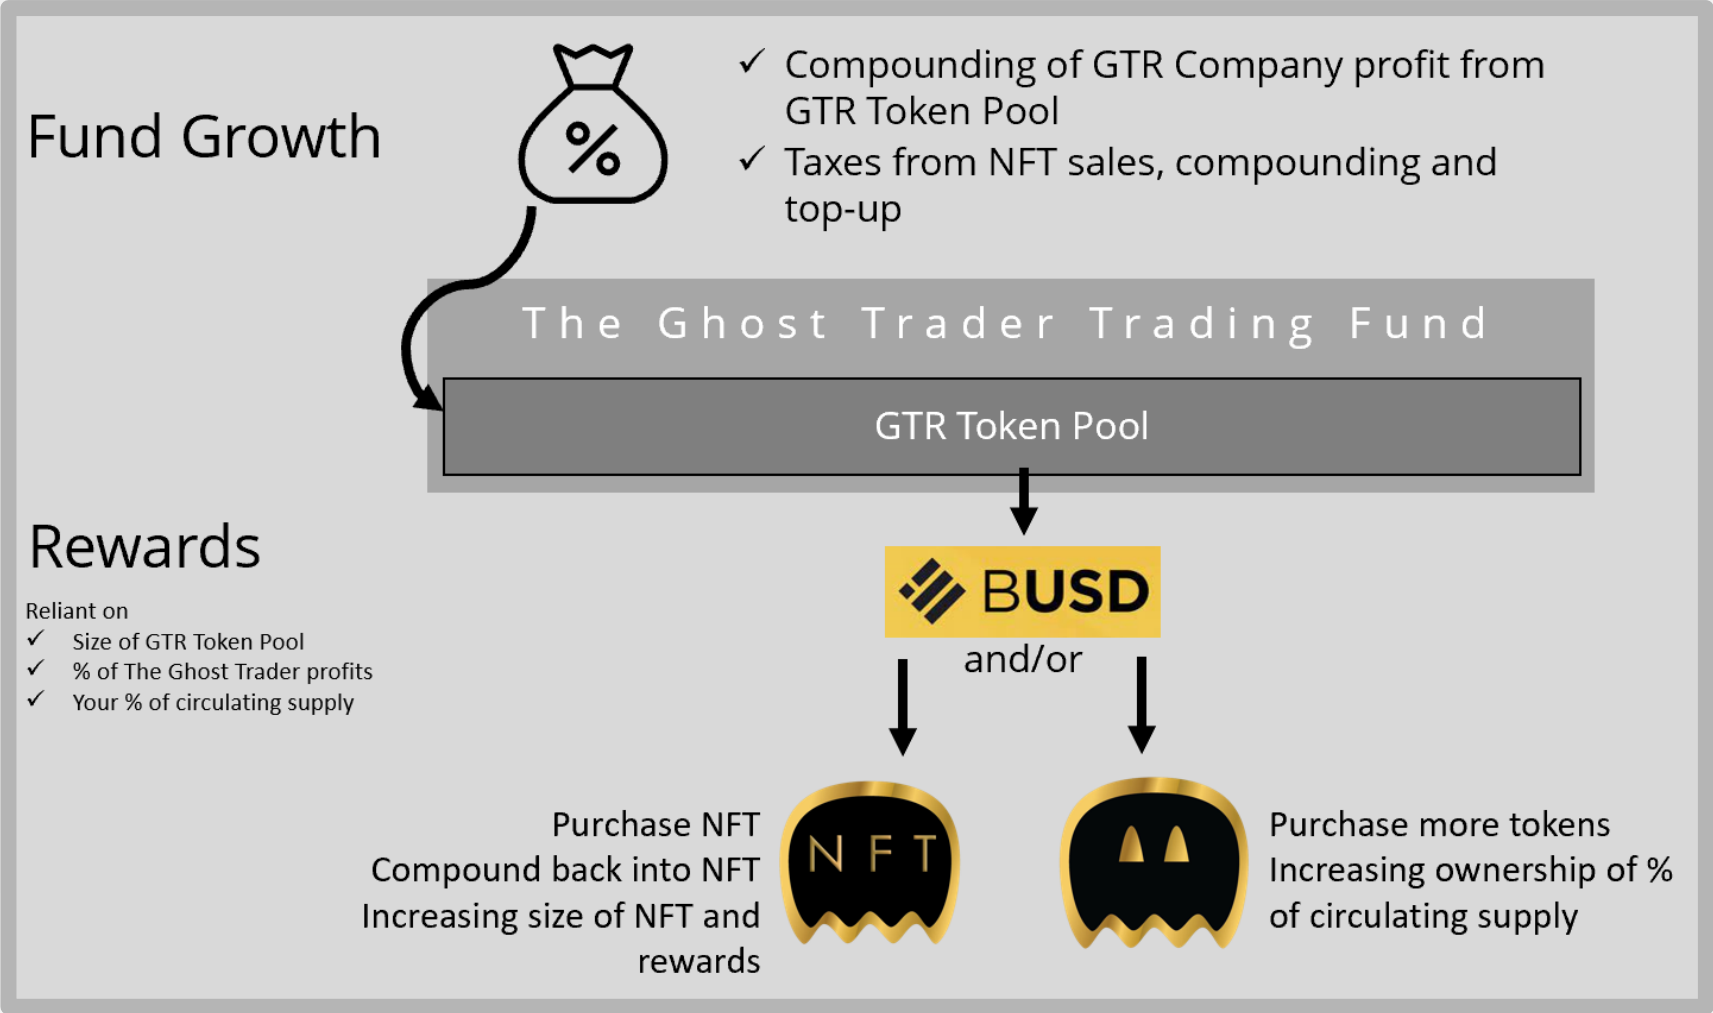 Fund Growth
%
✓ Compounding of GTR Company profit from
GTR Token Pool
✓ Taxes from NFT sales, compounding and
top-up
The Ghost Trader Trading Fund
GTR Token Pool
Rewards
Reliant on
✓ Size of GTR Token Pool
✓ % of The Ghost Trader profits
✓ Your % of circulating supply
BUSD
and/or
Purchase NFT
Compound back into NFT
Increasing size of NFT and
rewards
NFT
Purchase more tokens
Increasing ownership of %
of circulating supply